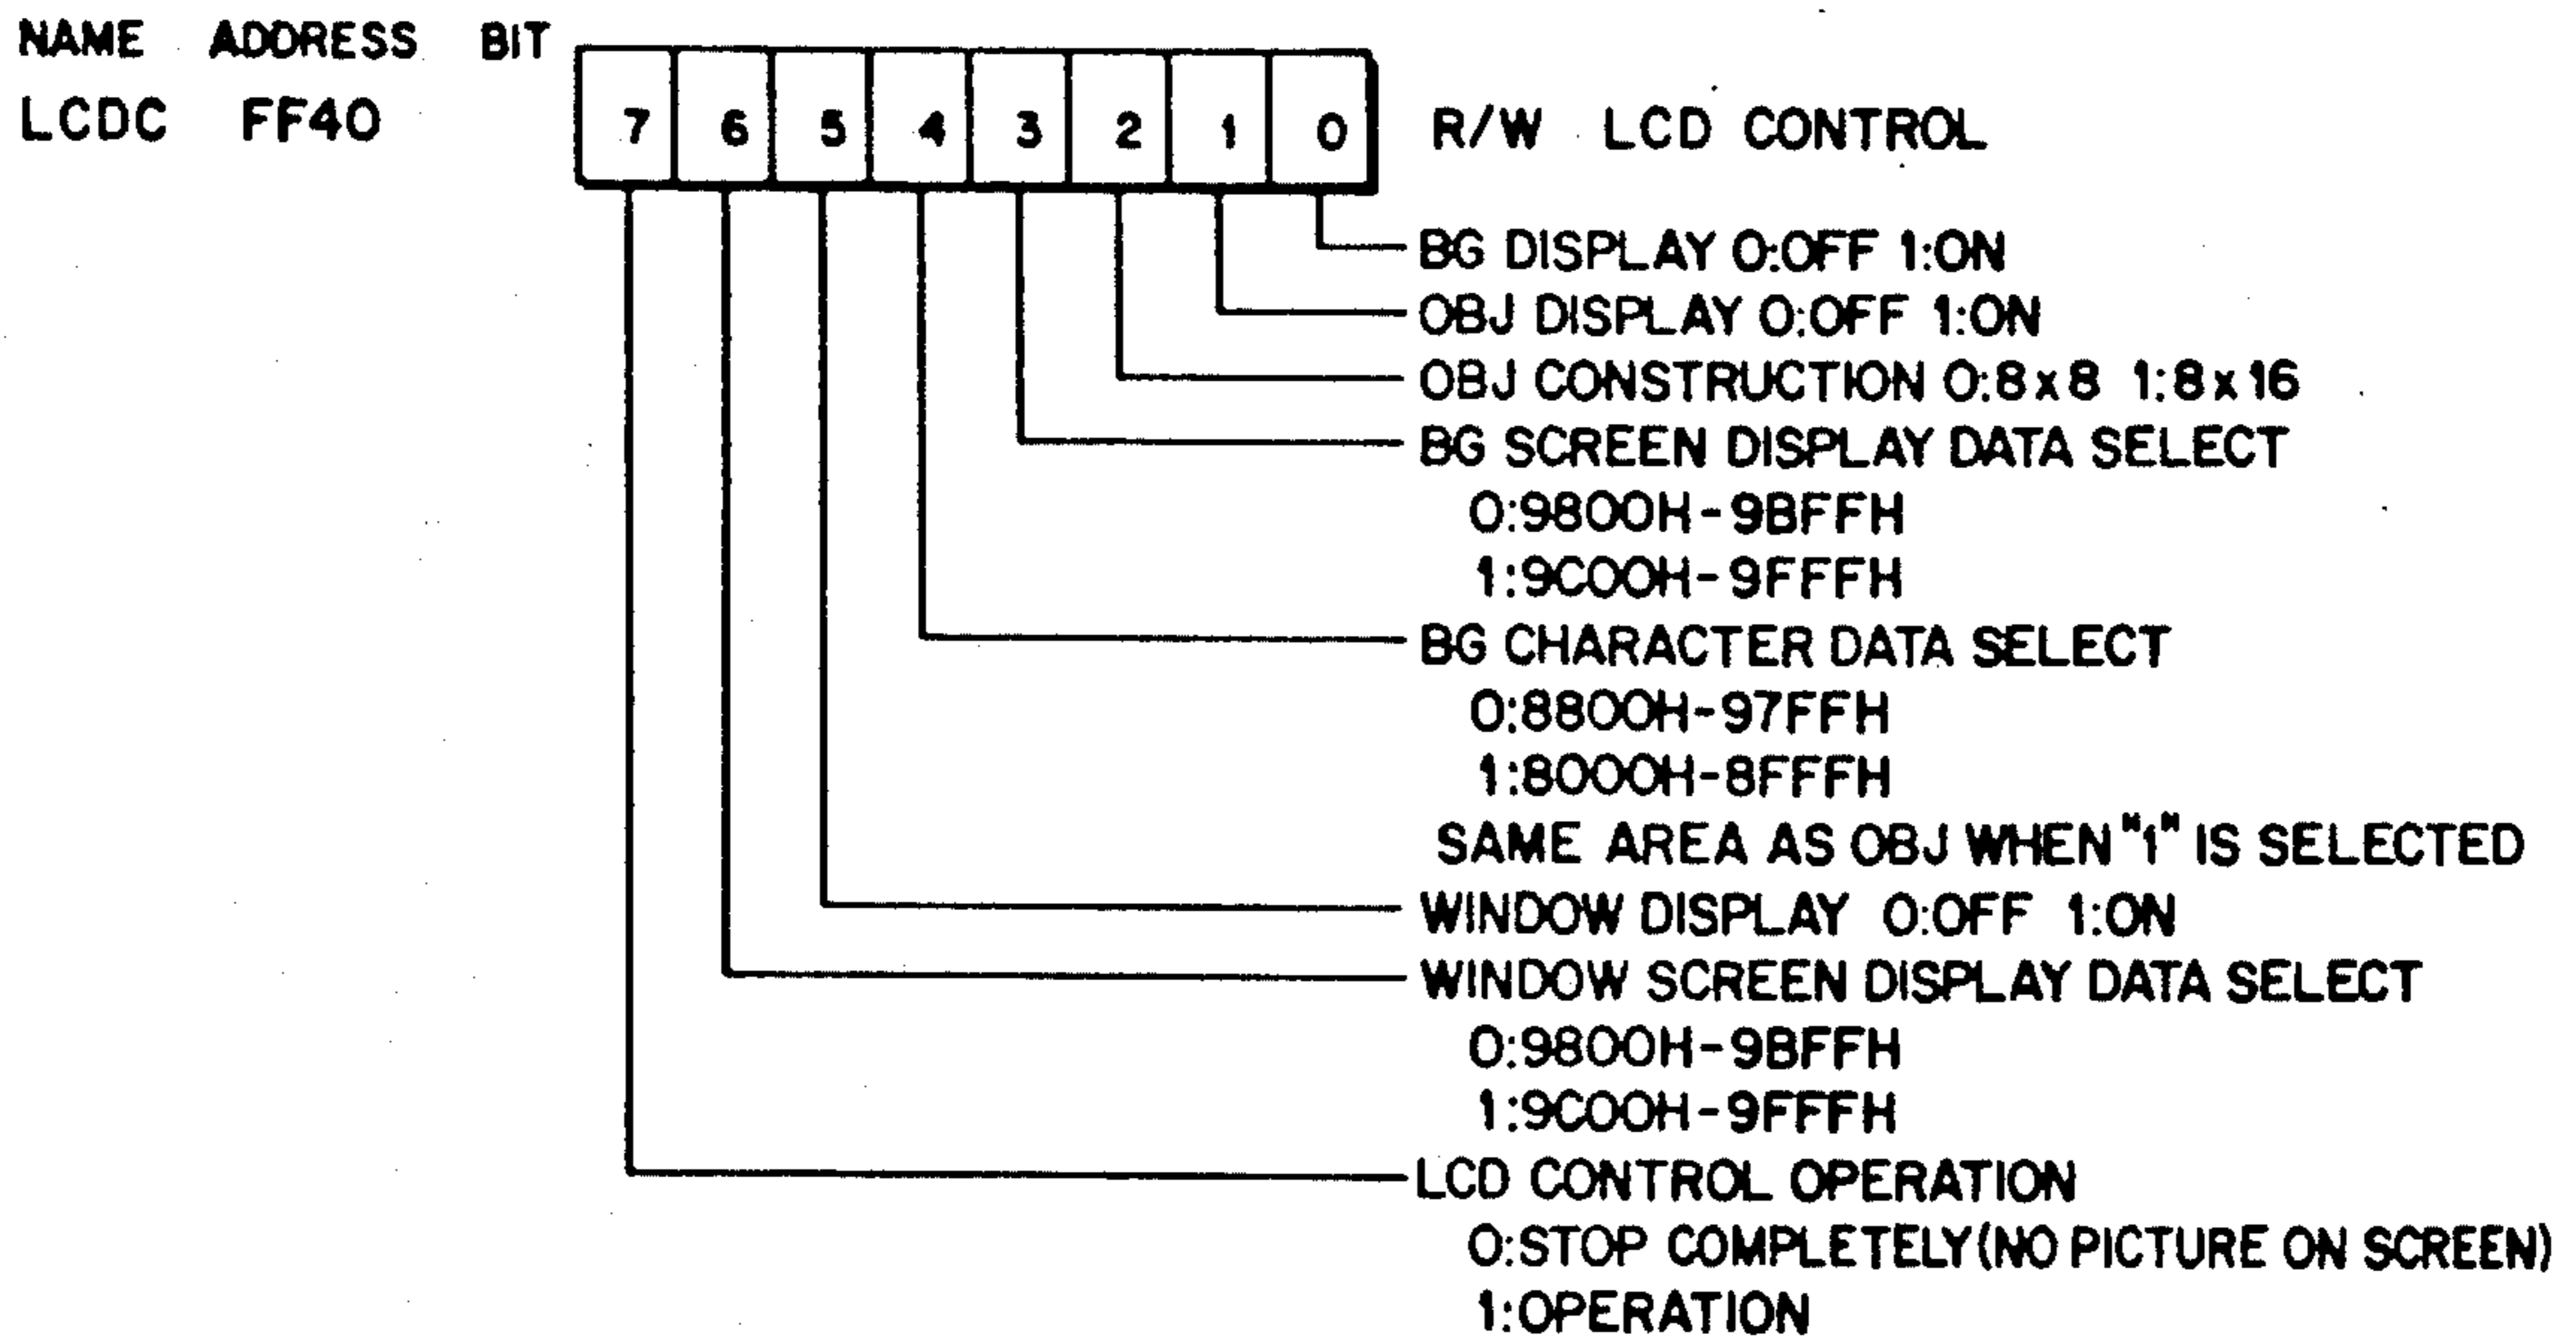 NAME ADDRESS BIT
LCDC FF40 7 6 5 4 3 2 1 0 R/W LCD CONTROL
BG DISPLAY 0:OFF 1:ON
OBJ DISPLAY 0:OFF 1:ON
OBJ CONSTRUCTION 0:8x8 1:8x16
BG SCREEN DISPLAY DATA SELECT
0:9800H-9BFFH
1:9C00H-9FFFH
BG CHARACTER DATA SELECT
0:8800H-97FFH
1:8000H-8FFFH
SAME AREA AS OBJ WHEN "1" IS SELECTED
WINDOW DISPLAY 0:OFF 1:ON
WINDOW SCREEN DISPLAY DATA SELECT
0:9800H-9BFFH
1:9C00H-9FFFH
LCD CONTROL OPERATION
0:STOP COMPLETELY(NO PICTURE ON SCREEN)
1:OPERATION